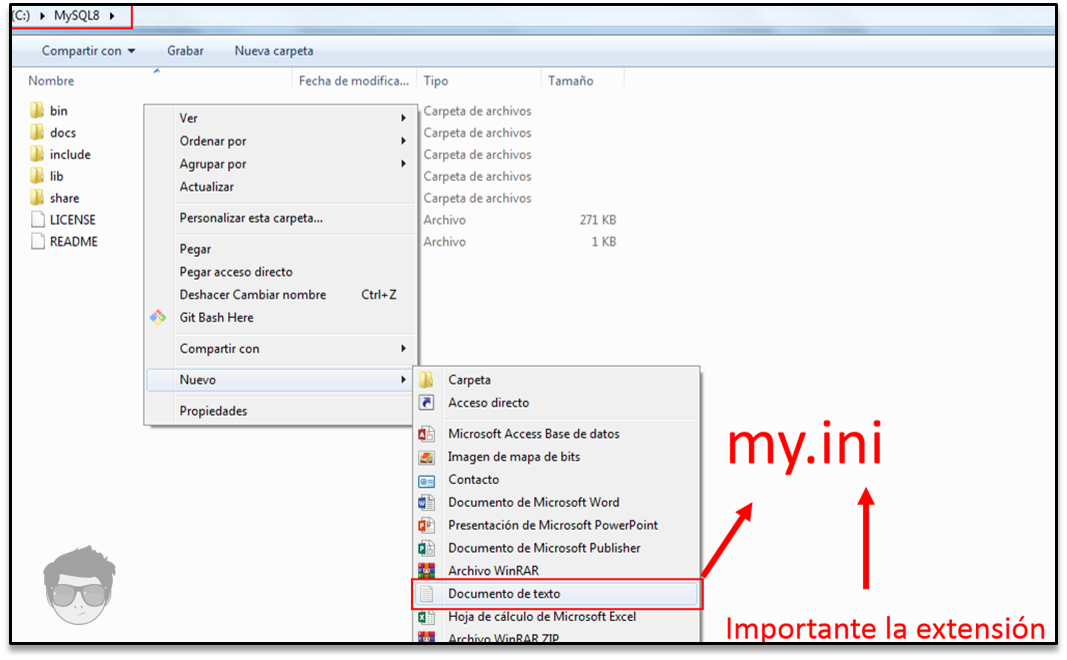 (C:) ▸ MySQL8 ▸
Compartir con Grabar Nueva carpeta
Nombre Fecha de modifica... Tipo Tamaño
bin Carpeta de archivos
docs Carpeta de archivos
include Carpeta de archivos
lib Carpeta de archivos
share Carpeta de archivos
LICENSE Archivo 271 KB
README Archivo 1 KB
Ver
Ordenar por
Agrupar por
Actualizar
Personalizar esta carpeta...
Pegar
Pegar acceso directo
Deshacer Cambiar nombre Ctrl+Z
Git Bash Here
Compartir con
Nuevo
Propiedades
Carpeta
Acceso directo
Microsoft Access Base de datos
Imagen de mapa de bits
Contacto
Documento de Microsoft Word
Presentación de Microsoft PowerPoint
Documento de Microsoft Publisher
Archivo WinRAR
Documento de texto
Hoja de cálculo de Microsoft Excel
Archivo WinRAR ZIP
my.ini
Importante la extensión